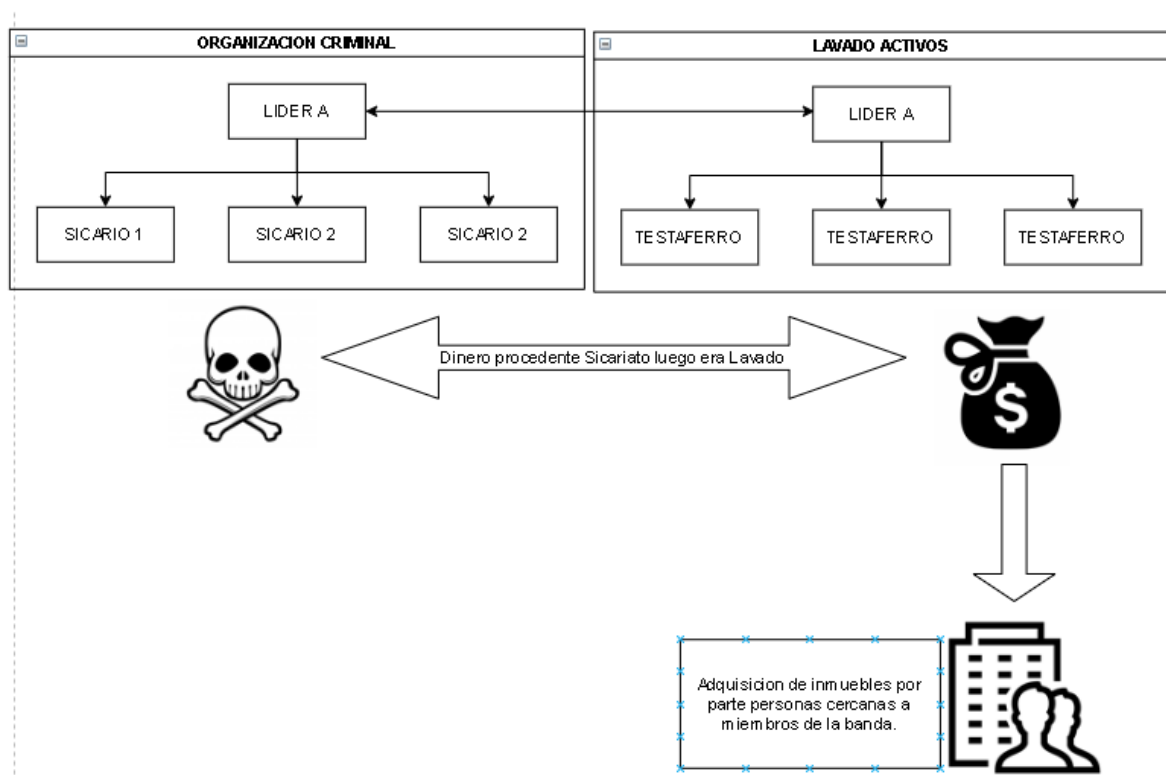 ORGANIZACION CRIMINAL
LAVADO ACTIVOS
LIDER A
LIDER A
SICARIO 1
SICARIO 2
SICARIO 2
TESTAFERRO
TESTAFERRO
TESTAFERRO
Dinero procedente Sicariato luego era Lavado
$
Adquisicion de inmuebles por
parte personas cercanas a
miembros de la banda.